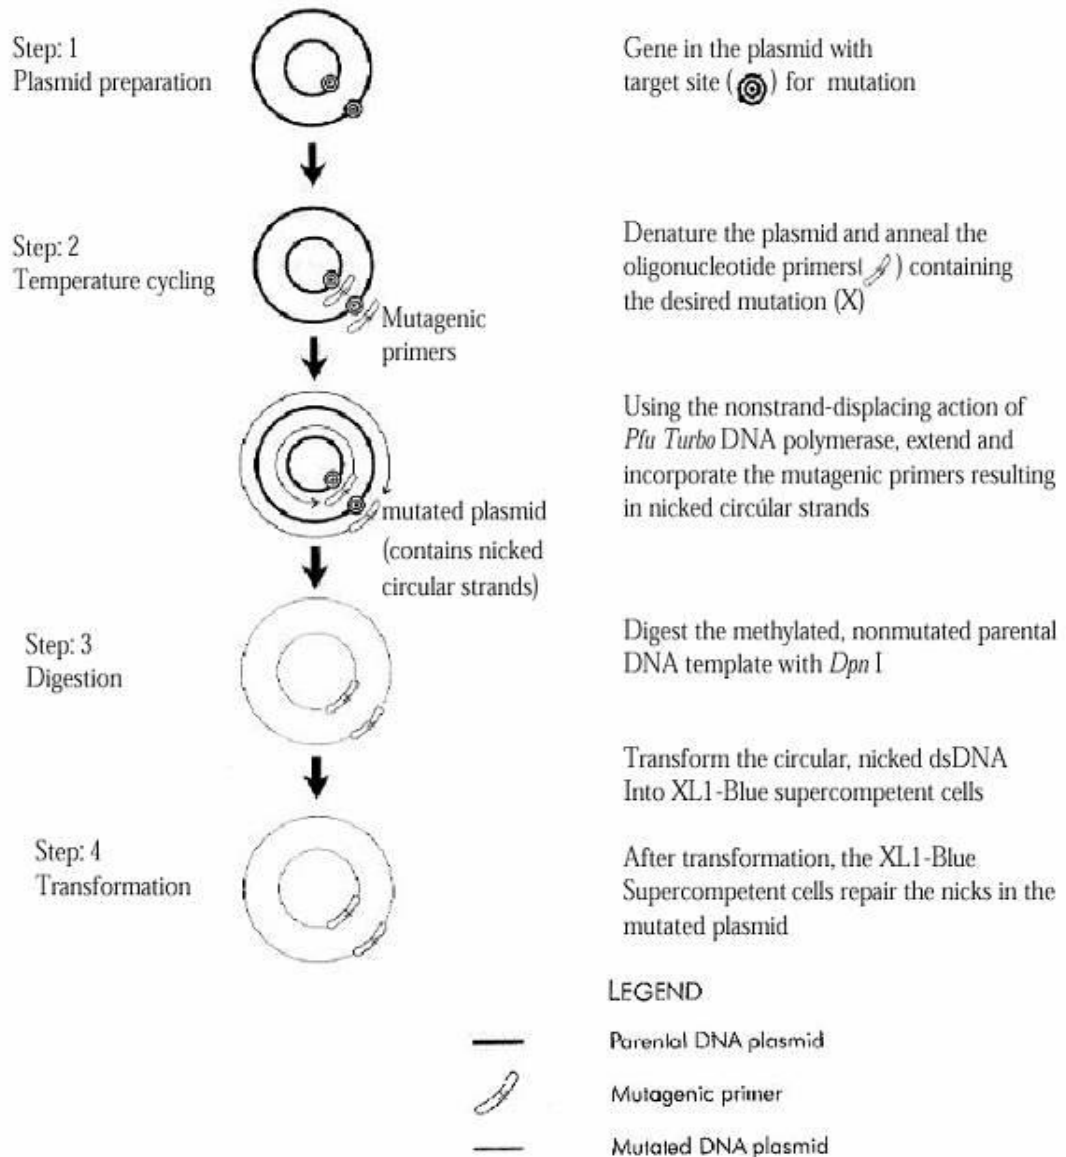 Step: 1
Plasmid preparation
Gene in the plasmid with
target site ( ) for mutation
Step: 2
Temperature cycling
Denature the plasmid and anneal the
oligonucleotide primers( ) containing
the desired mutation (X)
Mutagenic
primers
Using the nonstrand-displacing action of
Pfu Turbo DNA polymerase, extend and
incorporate the mutagenic primers resulting
in nicked circular strands
mutated plasmid
(contains nicked
circular strands)
Step: 3
Digestion
Digest the methylated, nonmutated parental
DNA template with Dpn I
Transform the circular, nicked dsDNA
Into XL1-Blue supercompetent cells
Step: 4
Transformation
After transformation, the XL1-Blue
Supercompetent cells repair the nicks in the
mutated plasmid
LEGEND
Parental DNA plasmid
Mutagenic primer
Mutated DNA plasmid